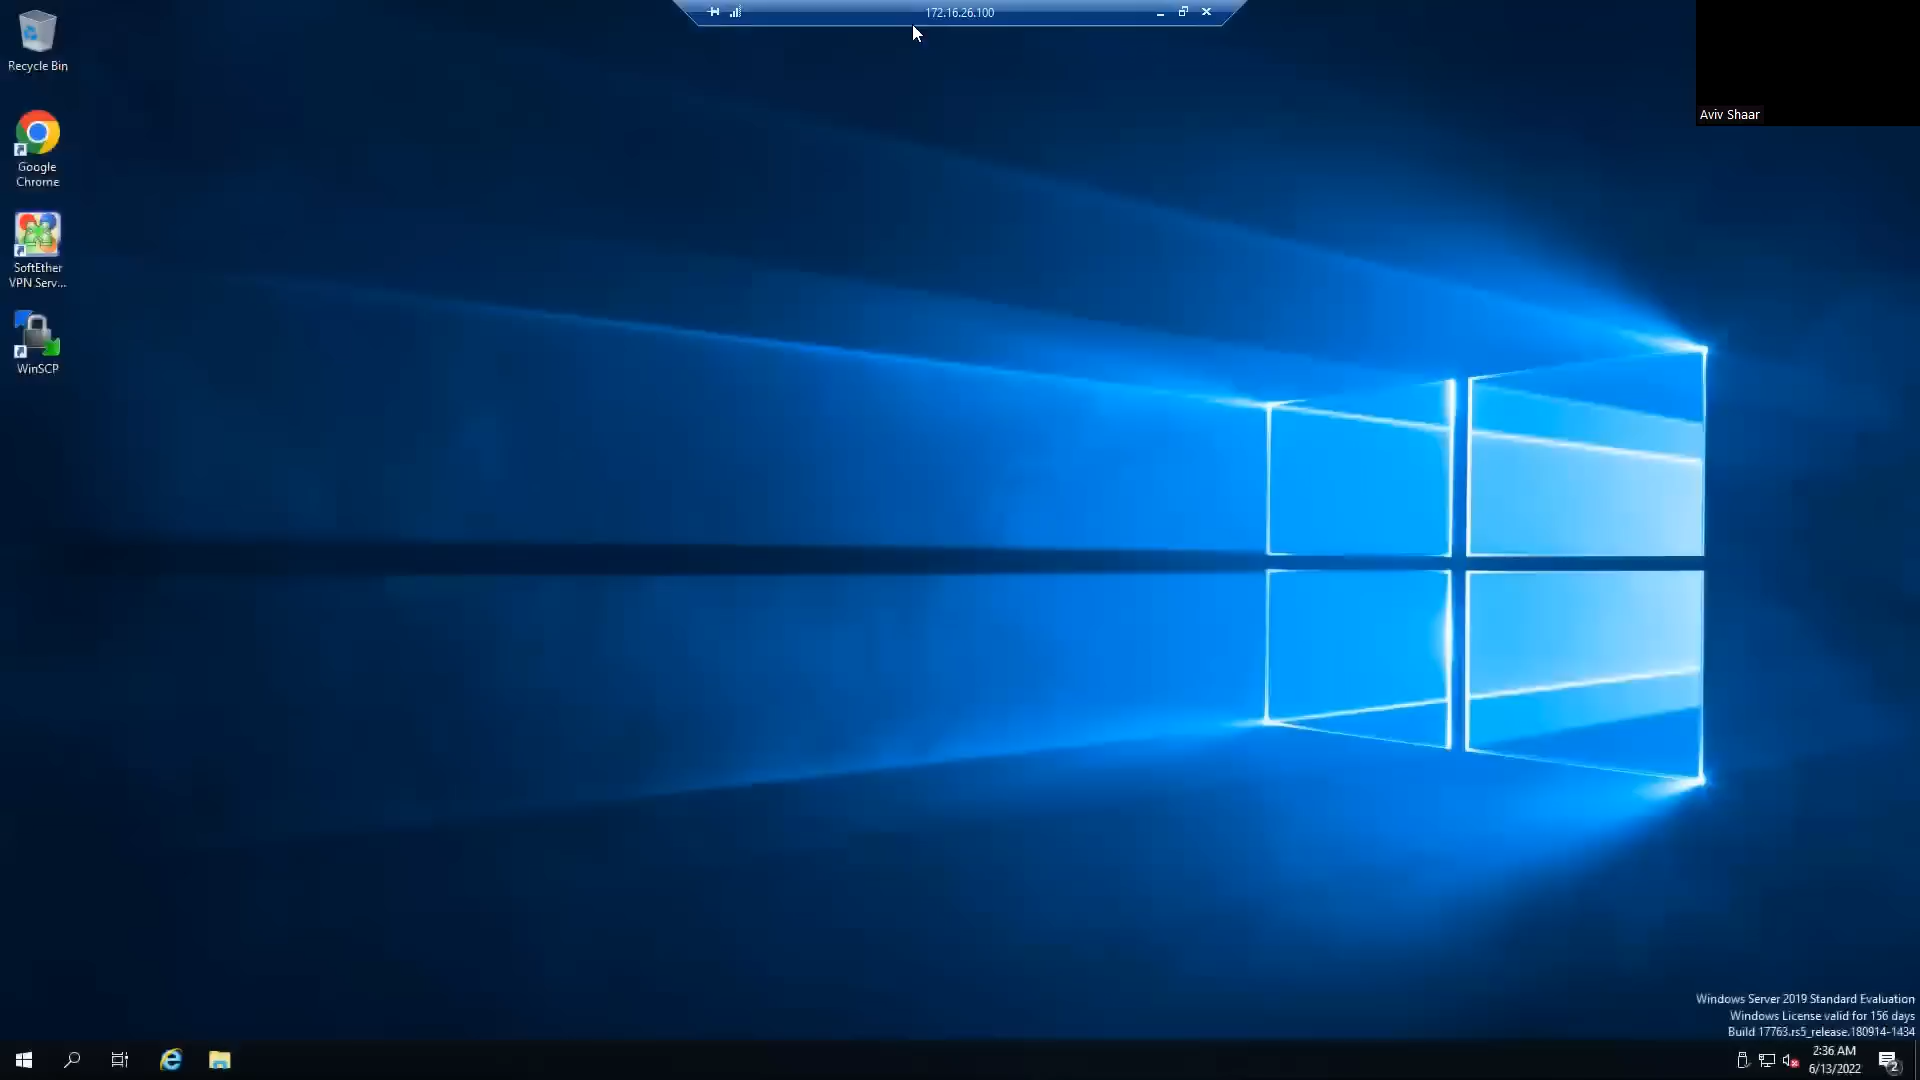 172.16.26.100
Aviv Shaar
Recycle Bin
Google
Chrome
SoftEther
VPN Serv...
WinSCP
Windows Server 2019 Standard Evaluation
Windows License valid for 156 days
Build 17763.rs5_release.180914-1434
2:36 AM
6/13/2022
2